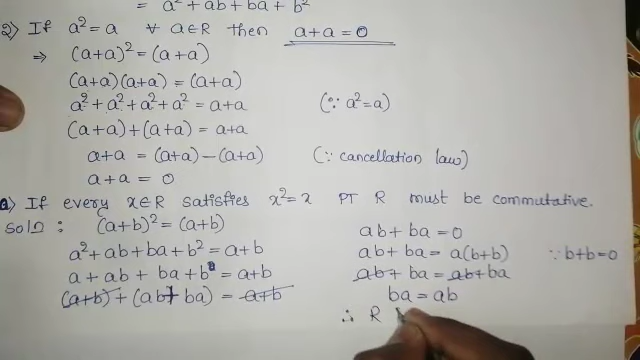 = a² + ab + ba + b²
2) If a² = a ∀ a∈R then a+a = 0
⇒ (a+a)² = (a+a)
(a+a)(a+a) = (a+a)
a² + a² + a² + a² = a+a (∵ a² = a)
(a+a) + (a+a) = a+a
a+a = (a+a) – (a+a) (∵ cancellation law)
a+a = 0
a) If every x∈R satisfies x² = x PT R must be commutative.
Soln : (a+b)² = (a+b)
a² + ab + ba + b² = a+b
a + ab + ba + b = a+b
(a+b) + (ab + ba) = a+b
ab + ba = 0
ab + ba = a(b+b) ∵ b+b = 0
ab + ba = ab + ba
ba = ab
∴ R